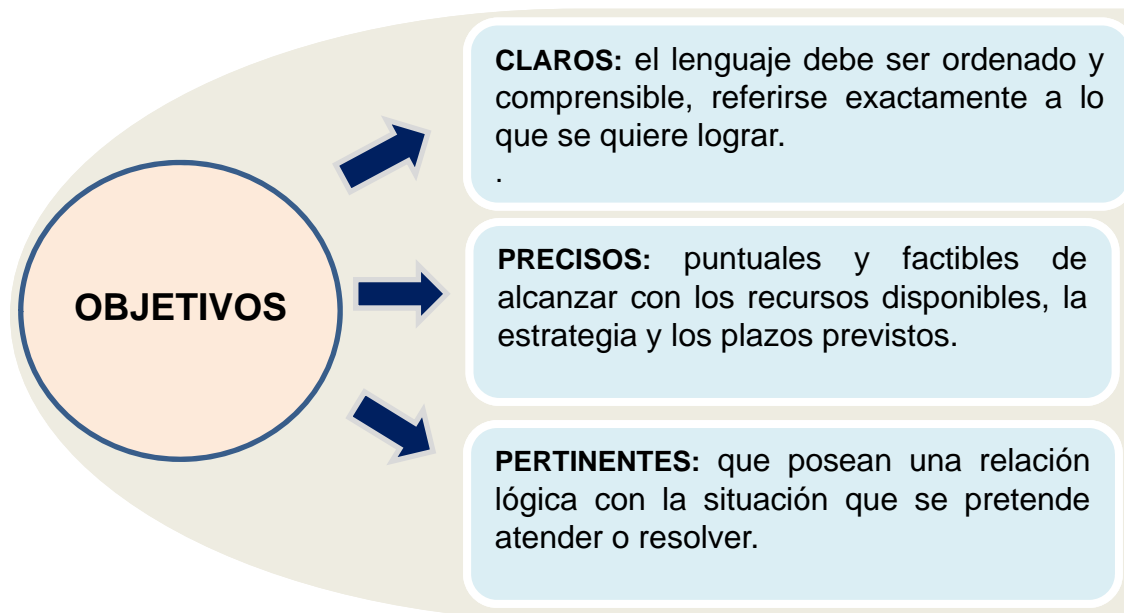 OBJETIVOS
CLAROS: el lenguaje debe ser ordenado y
comprensible, referirse exactamente a lo
que se quiere lograr.
.
PRECISOS: puntuales y factibles de
alcanzar con los recursos disponibles, la
estrategia y los plazos previstos.
PERTINENTES: que posean una relación
lógica con la situación que se pretende
atender o resolver.